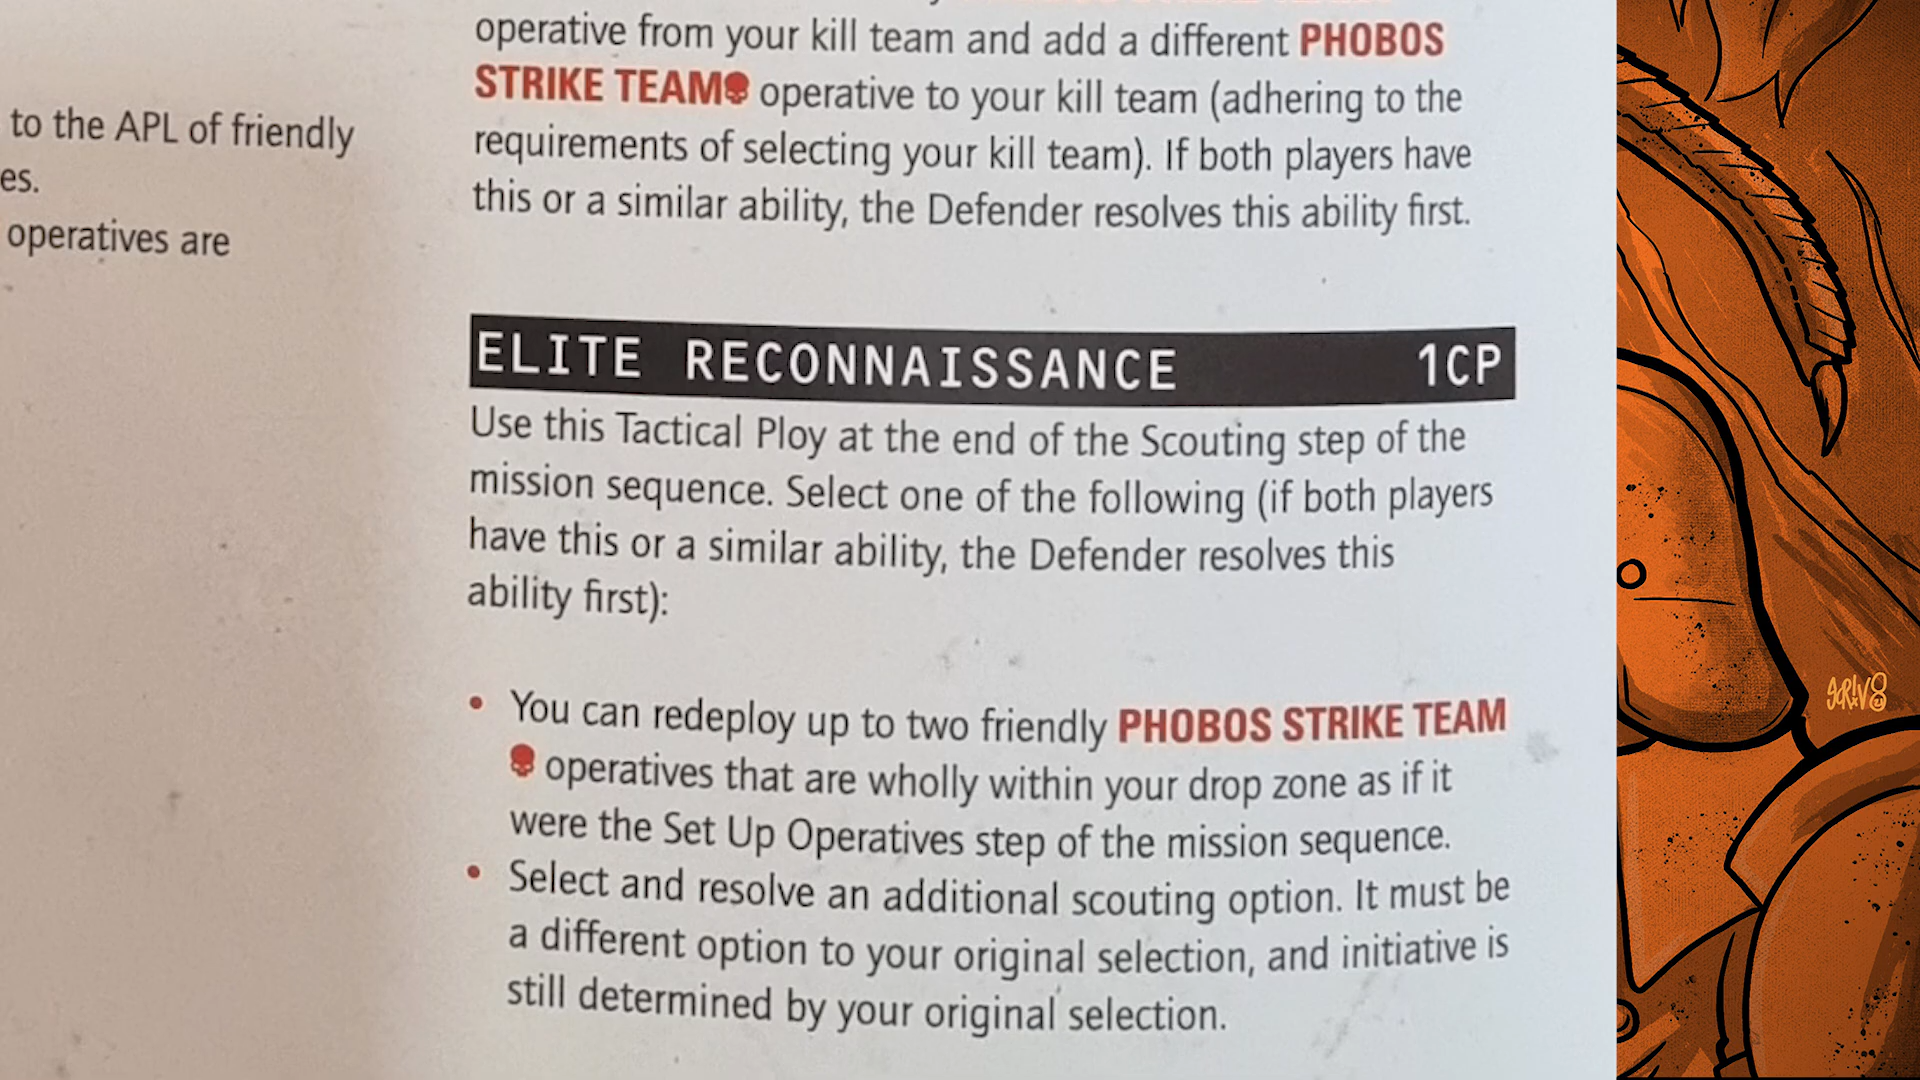 to the APL of friendly
es.
operatives are
operative from your kill team and add a different PHOBOS
STRIKE TEAM operative to your kill team (adhering to the
requirements of selecting your kill team). If both players have
this or a similar ability, the Defender resolves this ability first.
ELITE RECONNAISSANCE 1CP
Use this Tactical Ploy at the end of the Scouting step of the
mission sequence. Select one of the following (if both players
have this or a similar ability, the Defender resolves this
ability first):
• You can redeploy up to two friendly PHOBOS STRIKE TEAM
operatives that are wholly within your drop zone as if it
were the Set Up Operatives step of the mission sequence.
• Select and resolve an additional scouting option. It must be
a different option to your original selection, and initiative is
still determined by your original selection.